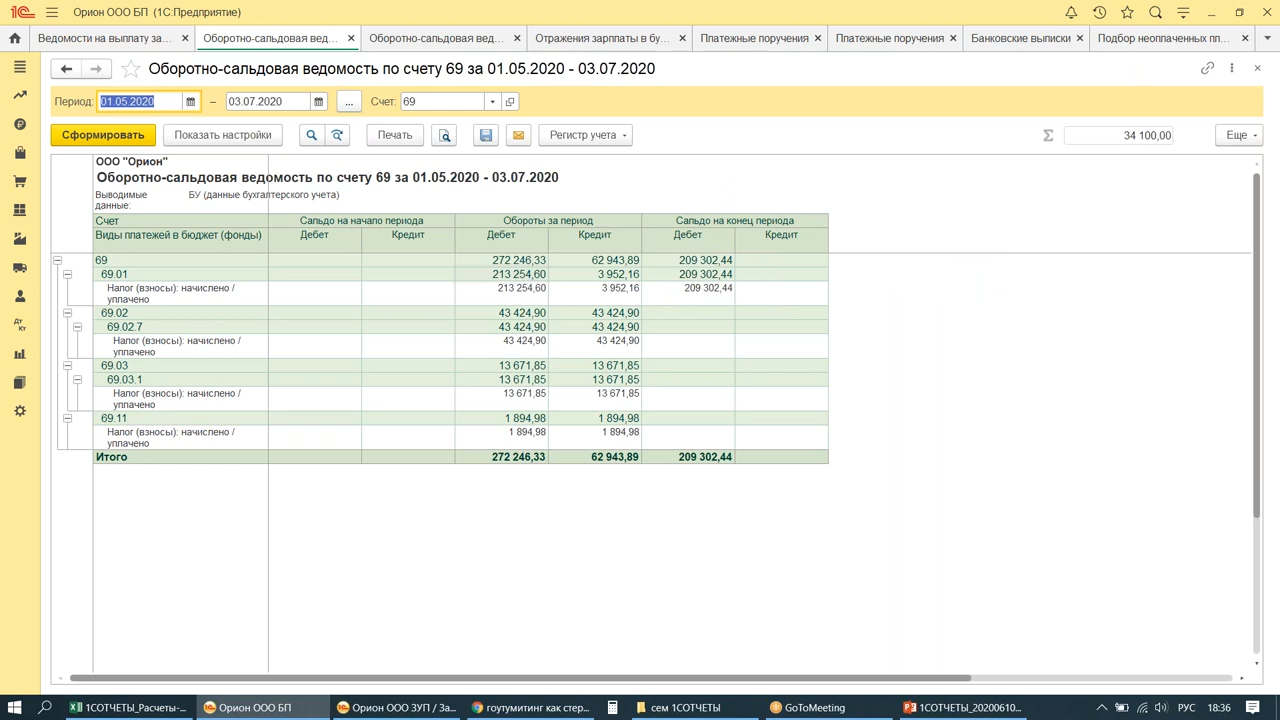 Орион ООО БП (1С:Предприятие)
Ведомости на выплату за...
Оборотно-сальдовая вед...
Оборотно-сальдовая вед...
Отражения зарплаты в бу...
Платежные поручения
Платежные поручения
Банковские выписки
Подбор неоплаченных пл...
Оборотно-сальдовая ведомость по счету 69 за 01.05.2020 - 03.07.2020
Период: 01.05.2020 – 03.07.2020 ... Счет: 69
Сформировать Показать настройки Печать Регистр учета Σ 34 100,00 Еще
ООО "Орион"
Оборотно-сальдовая ведомость по счету 69 за 01.05.2020 - 03.07.2020
Выводимые БУ (данные бухгалтерского учета)
данные:
Счет Сальдо на начало периода Обороты за период Сальдо на конец периода
Виды платежей в бюджет (фонды) Дебет Кредит Дебет Кредит Дебет Кредит
69 272 246,33 62 943,89 209 302,44
69.01 213 254,60 3 952,16 209 302,44
Налог (взносы): начислено / 213 254,60 3 952,16 209 302,44
уплачено
69.02 43 424,90 43 424,90
69.02.7 43 424,90 43 424,90
Налог (взносы): начислено / 43 424,90 43 424,90
уплачено
69.03 13 671,85 13 671,85
69.03.1 13 671,85 13 671,85
Налог (взносы): начислено / 13 671,85 13 671,85
уплачено
69.11 1 894,98 1 894,98
Налог (взносы): начислено / 1 894,98 1 894,98
уплачено
Итого 272 246,33 62 943,89 209 302,44
1СОТЧЕТЫ_Расчеты-...
Орион ООО БП
Орион ООО ЗУП / За...
гоутумитинг как стер...
сем 1СОТЧЕТЫ
GoToMeeting
1СОТЧЕТЫ_20200610...
РУС 18:36